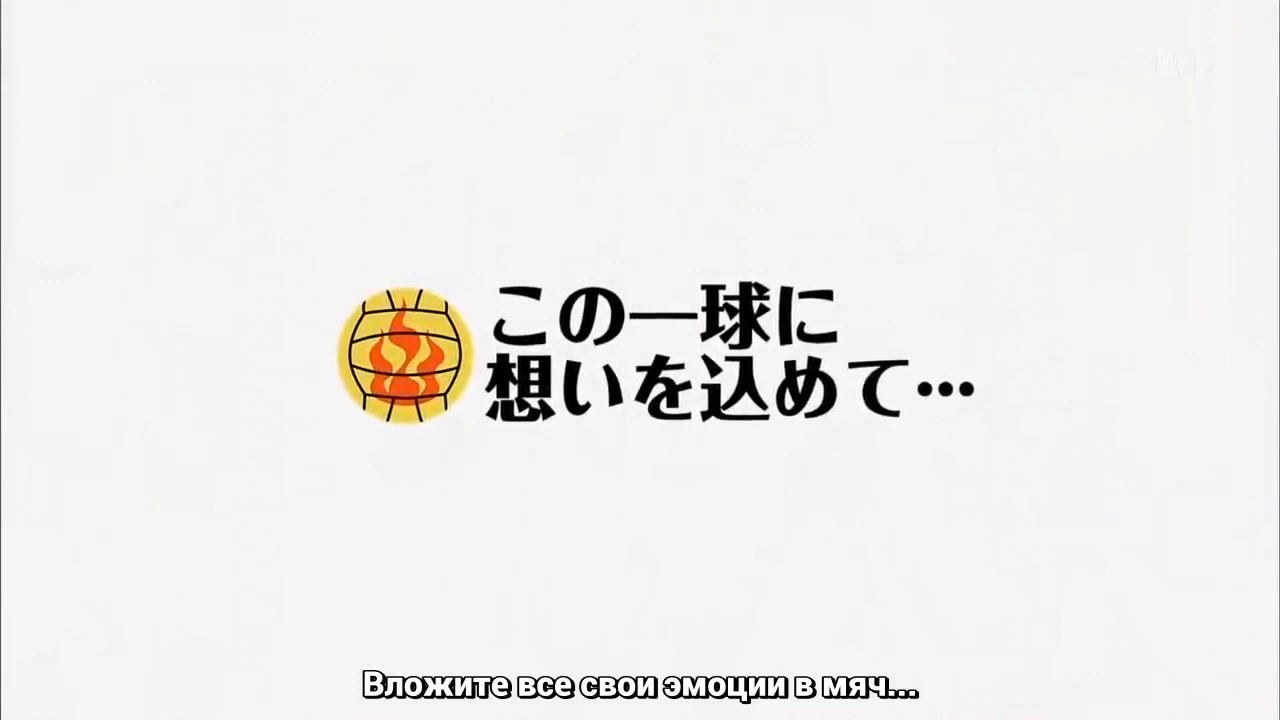 この一球に
想いを込めて…
Вложите все свои эмоции в мяч...